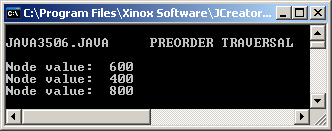 C:\Program Files\Xinox Software\JCreator...
JAVA3506.JAVA PREORDER TRAVERSAL
Node value: 600
Node value: 400
Node value: 800